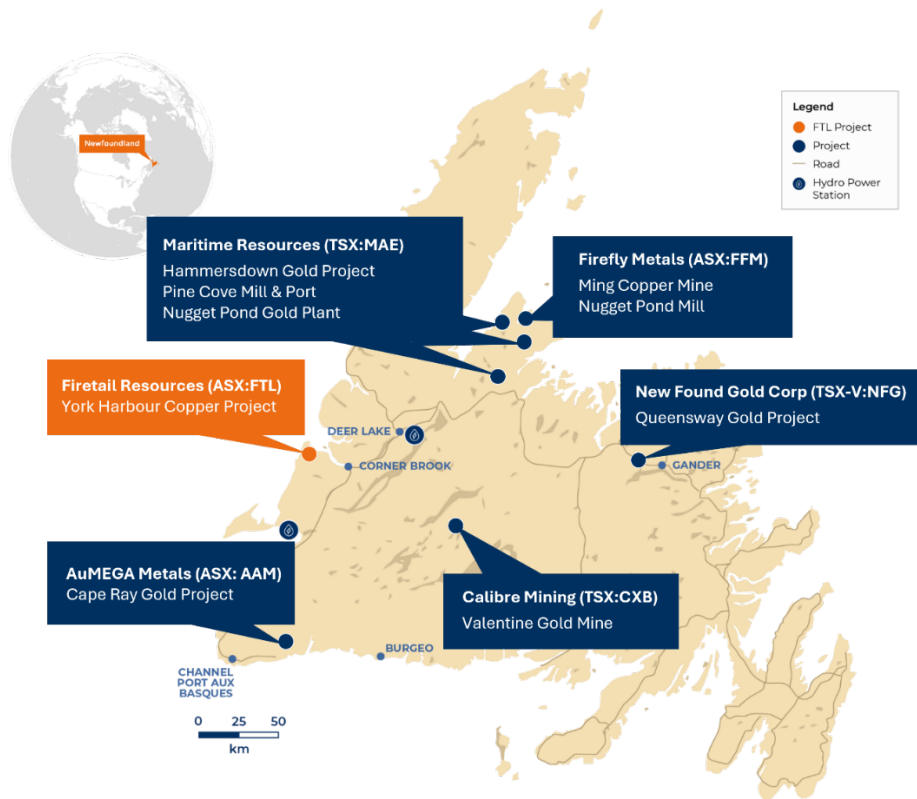 Newfoundland
Legend
FTL Project
Project
Road
Hydro Power
Station
Maritime Resources (TSX:MAE)
Hammersdown Gold Project
Pine Cove Mill & Port
Nugget Pond Gold Plant
Firefly Metals (ASX:FFM)
Ming Copper Mine
Nugget Pond Mill
Firetail Resources (ASX:FTL)
York Harbour Copper Project
New Found Gold Corp (TSX-V:NFG)
Queensway Gold Project
DEER LAKE
CORNER BROOK
GANDER
AuMEGA Metals (ASX: AAM)
Cape Ray Gold Project
Calibre Mining (TSX:CXB)
Valentine Gold Mine
BURGEO
CHANNEL
PORT AUX
BASQUES
0 25 50
km